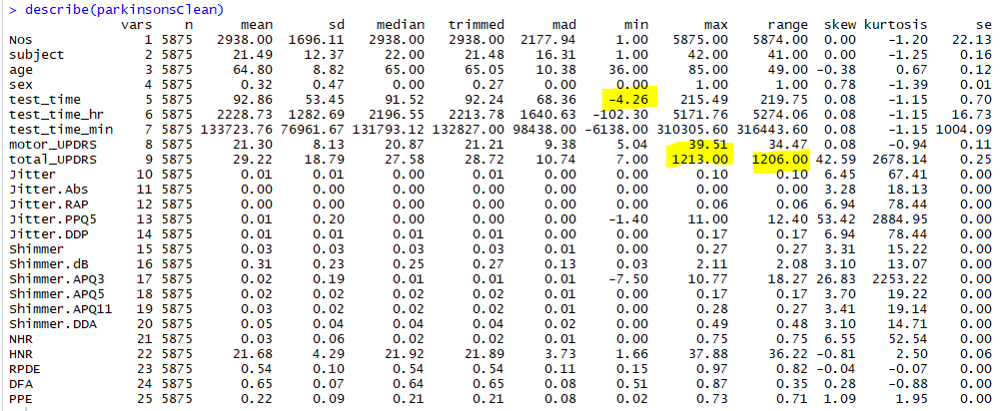 > describe(parkinsonsClean)
vars n mean sd median trimmed mad min max range skew kurtosis se
Nos 1 5875 2938.00 1696.11 2938.00 2938.00 2177.94 1.00 5875.00 5874.00 0.00 -1.20 22.13
subject 2 5875 21.49 12.37 22.00 21.48 16.31 1.00 42.00 41.00 0.00 -1.25 0.16
age 3 5875 64.80 8.82 65.00 65.05 10.38 36.00 85.00 49.00 -0.38 0.67 0.12
sex 4 5875 0.32 0.47 0.00 0.27 0.00 0.00 1.00 1.00 0.78 -1.39 0.01
test_time 5 5875 92.86 53.45 91.52 92.24 68.36 -4.26 215.49 219.75 0.08 -1.15 0.70
test_time_hr 6 5875 2228.73 1282.69 2196.55 2213.78 1640.63 -102.30 5171.76 5274.06 0.08 -1.15 16.73
test_time_min 7 5875 133723.76 76961.67 131793.12 132827.00 98438.00 -6138.00 310305.60 316443.60 0.08 -1.15 1004.09
motor_UPDRS 8 5875 21.30 8.13 20.87 21.21 9.38 5.04 39.51 34.47 0.08 -0.94 0.11
total_UPDRS 9 5875 29.22 18.79 27.58 28.72 10.74 7.00 1213.00 1206.00 42.59 2678.14 0.25
Jitter 10 5875 0.01 0.01 0.00 0.00 0.00 0.00 0.10 0.10 6.45 67.41 0.00
Jitter.Abs 11 5875 0.00 0.00 0.00 0.00 0.00 0.00 0.00 0.00 3.28 18.13 0.00
Jitter.RAP 12 5875 0.00 0.00 0.00 0.00 0.00 0.00 0.06 0.06 6.94 78.44 0.00
Jitter.PPQ5 13 5875 0.01 0.20 0.00 0.00 0.00 -1.40 11.00 12.40 53.42 2884.95 0.00
Jitter.DDP 14 5875 0.01 0.01 0.01 0.01 0.00 0.00 0.17 0.17 6.94 78.44 0.00
Shimmer 15 5875 0.03 0.03 0.03 0.03 0.01 0.00 0.27 0.27 3.31 15.22 0.00
Shimmer.dB 16 5875 0.31 0.23 0.25 0.27 0.13 0.03 2.11 2.08 3.10 13.07 0.00
Shimmer.APQ3 17 5875 0.02 0.19 0.01 0.01 0.01 -7.50 10.77 18.27 26.83 2253.22 0.00
Shimmer.APQ5 18 5875 0.02 0.02 0.02 0.02 0.01 0.00 0.17 0.17 3.70 19.22 0.00
Shimmer.APQ11 19 5875 0.03 0.02 0.02 0.02 0.01 0.00 0.28 0.27 3.41 19.14 0.00
Shimmer.DDA 20 5875 0.05 0.04 0.04 0.04 0.02 0.00 0.49 0.48 3.10 14.71 0.00
NHR 21 5875 0.03 0.06 0.02 0.02 0.01 0.00 0.75 0.75 6.55 52.54 0.00
HNR 22 5875 21.68 4.29 21.92 21.89 3.73 1.66 37.88 36.22 -0.81 2.50 0.06
RPDE 23 5875 0.54 0.10 0.54 0.54 0.11 0.15 0.97 0.82 -0.04 -0.07 0.00
DFA 24 5875 0.65 0.07 0.64 0.65 0.08 0.51 0.87 0.35 0.28 -0.88 0.00
PPE 25 5875 0.22 0.09 0.21 0.21 0.08 0.02 0.73 0.71 1.09 1.95 0.00